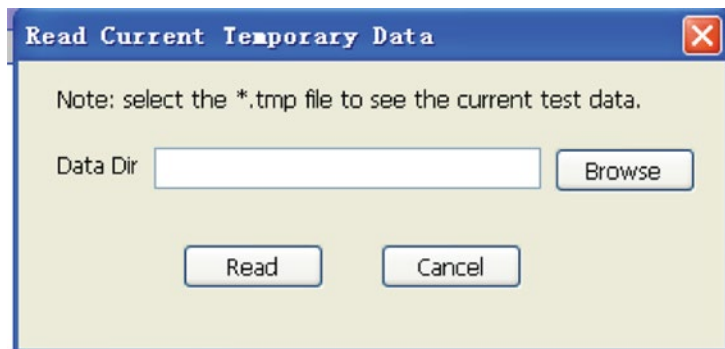 Read Current Temporary Data
Note: select the *.tmp file to see the current test data.
Data Dir Browse
Read Cancel